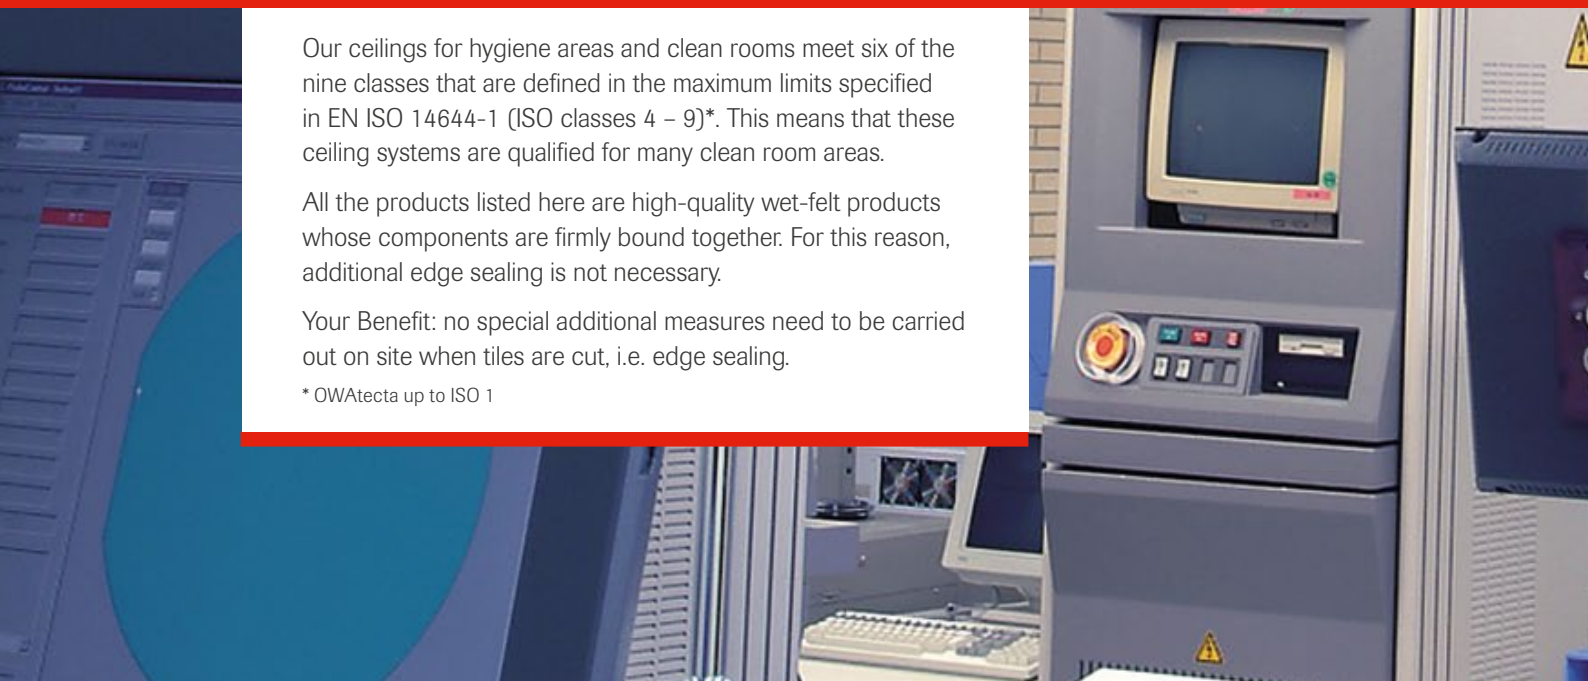 Our ceilings for hygiene areas and clean rooms meet six of the
nine classes that are defined in the maximum limits specified
in EN ISO 14644-1 (ISO classes 4 – 9)*. This means that these
ceiling systems are qualified for many clean room areas.
All the products listed here are high-quality wet-felt products
whose components are firmly bound together. For this reason,
additional edge sealing is not necessary.
Your Benefit: no special additional measures need to be carried
out on site when tiles are cut, i.e. edge sealing.
* OWAtecta up to ISO 1